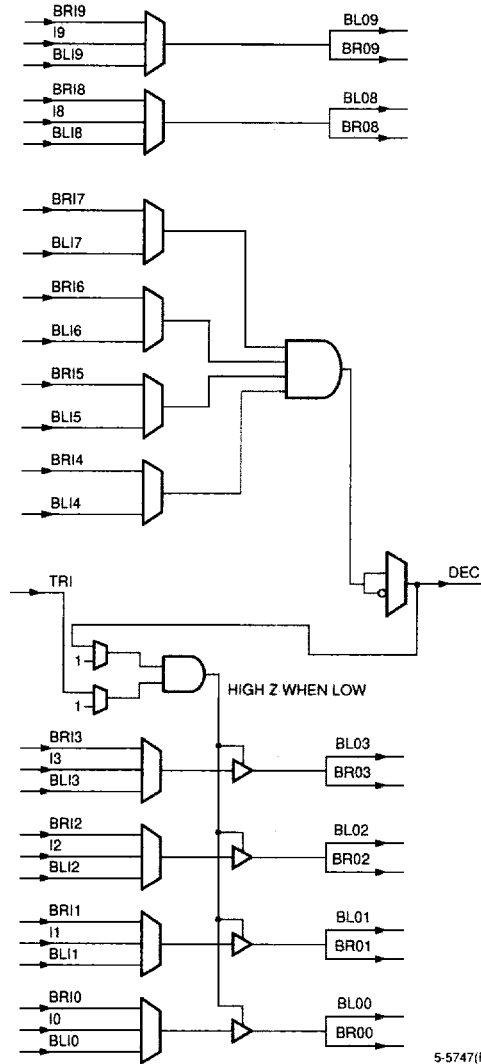 BRI9
I9
BLI9
BL09
BR09
BRI8
I8
BLI8
BL08
BR08
BRI7
BLI7
BRI6
BLI6
BRI5
BLI5
BRI4
BLI4
DEC
TRI
1
1
HIGH Z WHEN LOW
BRI3
I3
BLI3
BL03
BR03
BRI2
I2
BLI2
BL02
BR02
BRI1
I1
BLI1
BL01
BR01
BRI0
I0
BLI0
BL00
BR00
5-5747(